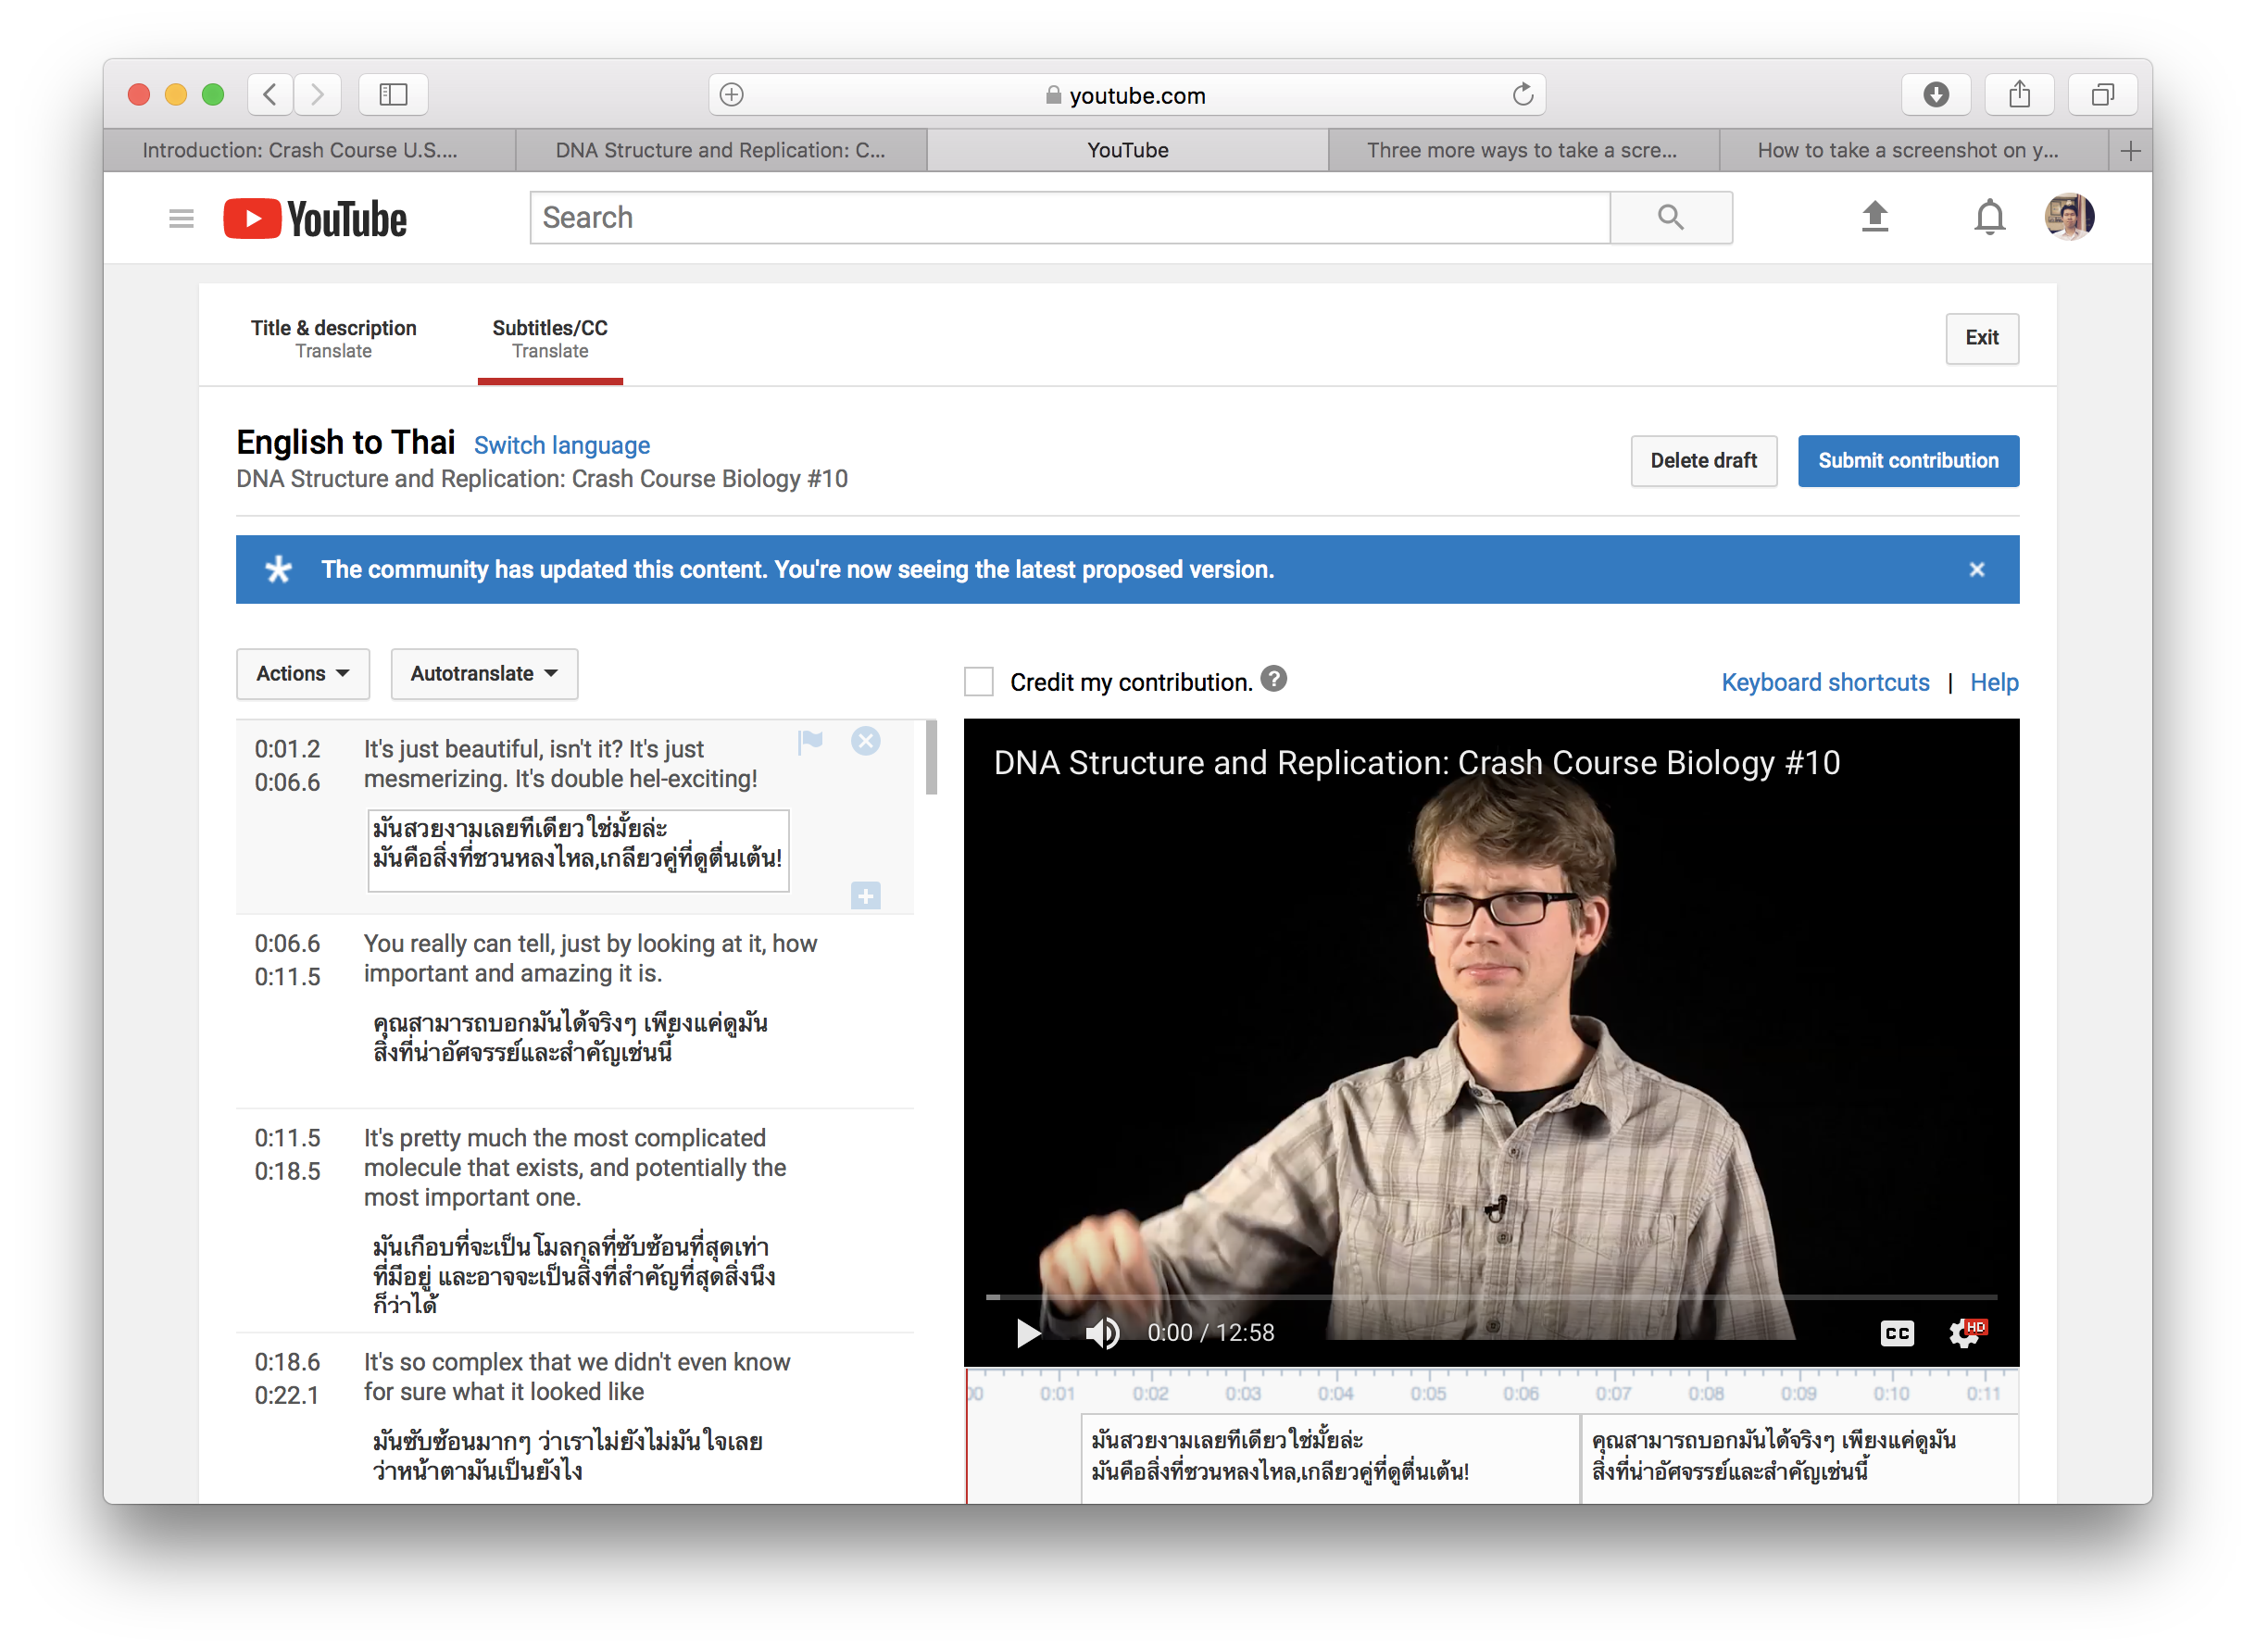 youtube.com
Introduction: Crash Course U.S....
DNA Structure and Replication: C...
YouTube
Three more ways to take a scre...
How to take a screenshot on y...
YouTube
Search
Title & description
Translate
Subtitles/CC
Translate
Exit
English to Thai Switch language
DNA Structure and Replication: Crash Course Biology #10
Delete draft
Submit contribution
The community has updated this content. You're now seeing the latest proposed version.
Actions
Autotranslate
Credit my contribution.
Keyboard shortcuts | Help
0:01.2
0:06.6
It's just beautiful, isn't it? It's just
mesmerizing. It's double hel-exciting!
มันสวยงามเลยทีเดียว ใช่มั้ยล่ะ
มันคือสิ่งที่ชวนหลงไหล,เกลียวคู่ที่ดูตื่นเต้น!
0:06.6
0:11.5
You really can tell, just by looking at it, how
important and amazing it is.
คุณสามารถบอกมันได้จริงๆ เพียงแค่ดูมัน
สิ่งที่น่าอัศจรรย์และสำคัญเช่นนี้
0:11.5
0:18.5
It's pretty much the most complicated
molecule that exists, and potentially the
most important one.
มันเกือบที่จะเป็นโมลกุลที่ซับซ้อนที่สุดเท่า
ที่มีอยู่ และอาจจะเป็นสิ่งที่สำคัญที่สุดสิ่งนึง
ก็ว่าได้
0:18.6
0:22.1
It's so complex that we didn't even know
for sure what it looked like
มันซับซ้อนมากๆ ว่าเราไม่ยังไม่มันใจเลย
ว่าหน้าตามันเป็นยังไง
DNA Structure and Replication: Crash Course Biology #10
0:00 / 12:58
CC
HD
00 0:01 0:02 0:03 0:04 0:05 0:06 0:07 0:08 0:09 0:10 0:11
มันสวยงามเลยทีเดียว ใช่มั้ยล่ะ
มันคือสิ่งที่ชวนหลงไหล,เกลียวคู่ที่ดูตื่นเต้น!
คุณสามารถบอกมันได้จริงๆ เพียงแค่ดูมัน
สิ่งที่น่าอัศจรรย์และสำคัญเช่นนี้